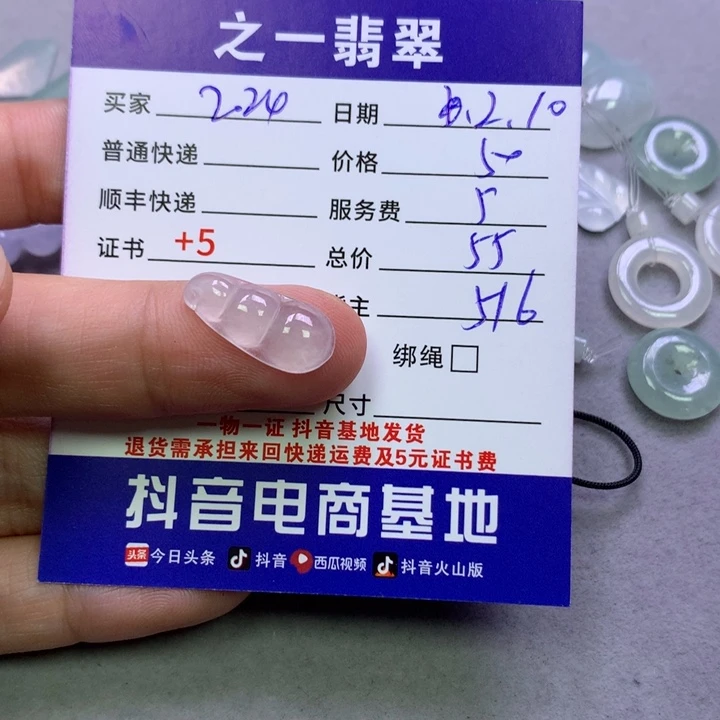 之一翡翠
买家 2.24 日期 2.10
普通快递 价格 50
顺丰快递 服务费 5
证书 +5 总价 55
主 516
绑绳
尺寸
一物一证 抖音基地发货
退货需承担来回快递运费及5元证书费
抖音电商基地
头条 今日头条 抖音 西瓜视频 抖音火山版